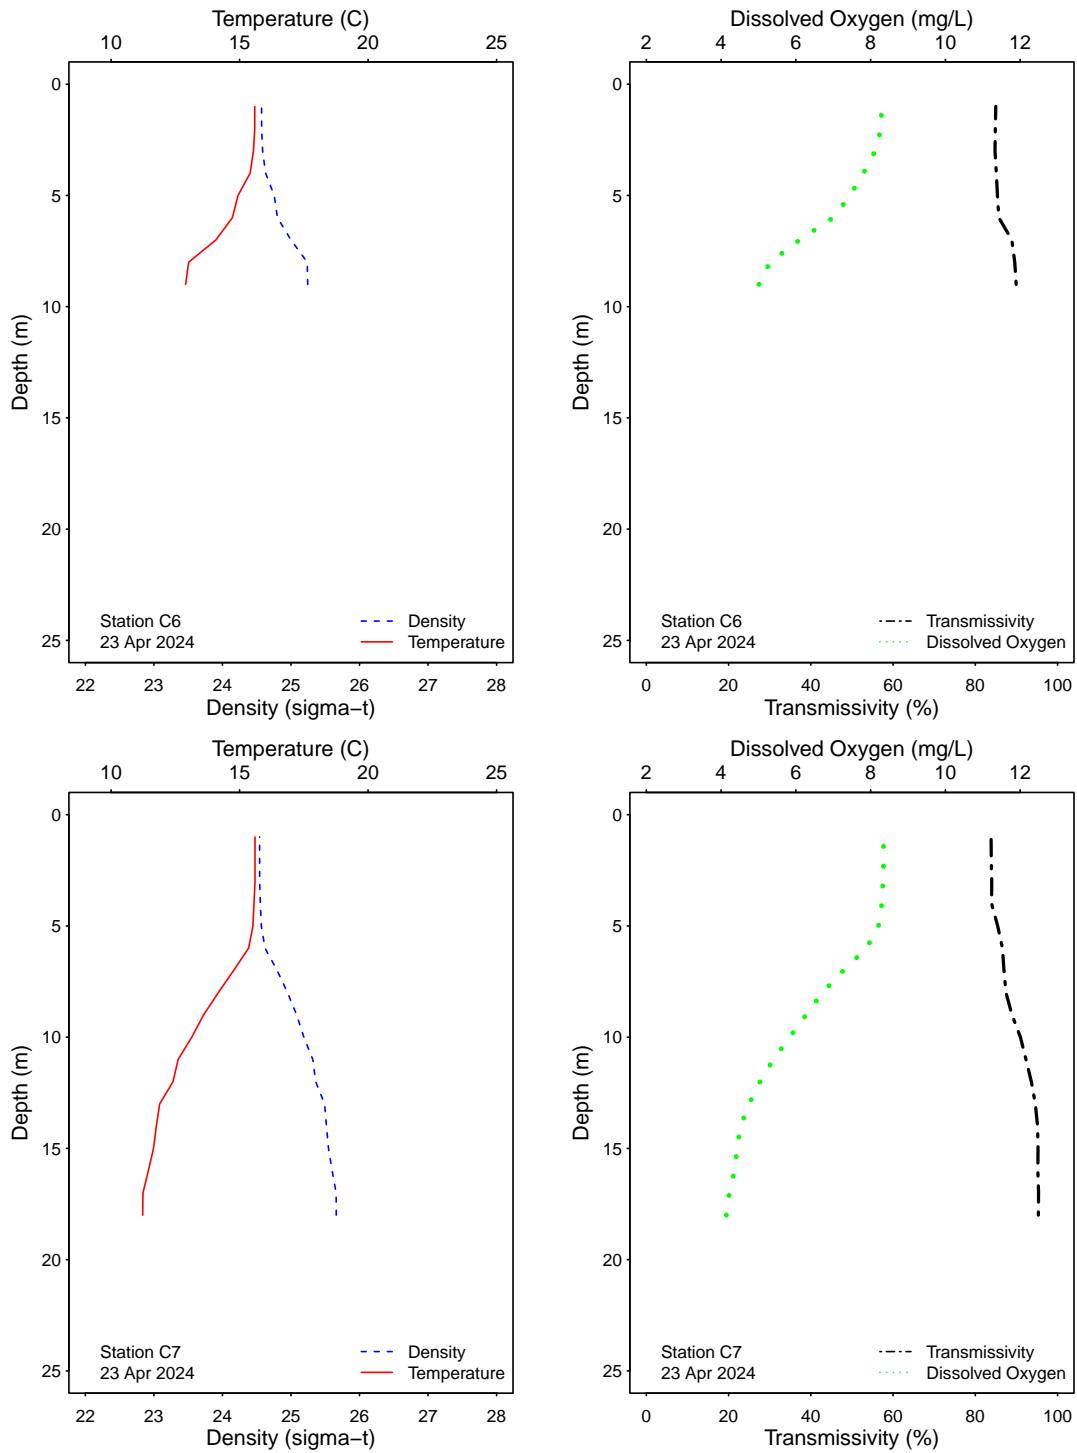 Temperature (C)
10 15 20 25
0
5
10
15
20
25
Depth (m)
Station C6
23 Apr 2024
Density
Temperature
22 23 24 25 26 27 28
Density (sigma−t)
Dissolved Oxygen (mg/L)
2 4 6 8 10 12
0
5
10
15
20
25
Depth (m)
Station C6
23 Apr 2024
Transmissivity
Dissolved Oxygen
0 20 40 60 80 100
Transmissivity (%)
Temperature (C)
10 15 20 25
0
5
10
15
20
25
Depth (m)
Station C7
23 Apr 2024
Density
Temperature
22 23 24 25 26 27 28
Density (sigma−t)
Dissolved Oxygen (mg/L)
2 4 6 8 10 12
0
5
10
15
20
25
Depth (m)
Station C7
23 Apr 2024
Transmissivity
Dissolved Oxygen
0 20 40 60 80 100
Transmissivity (%)